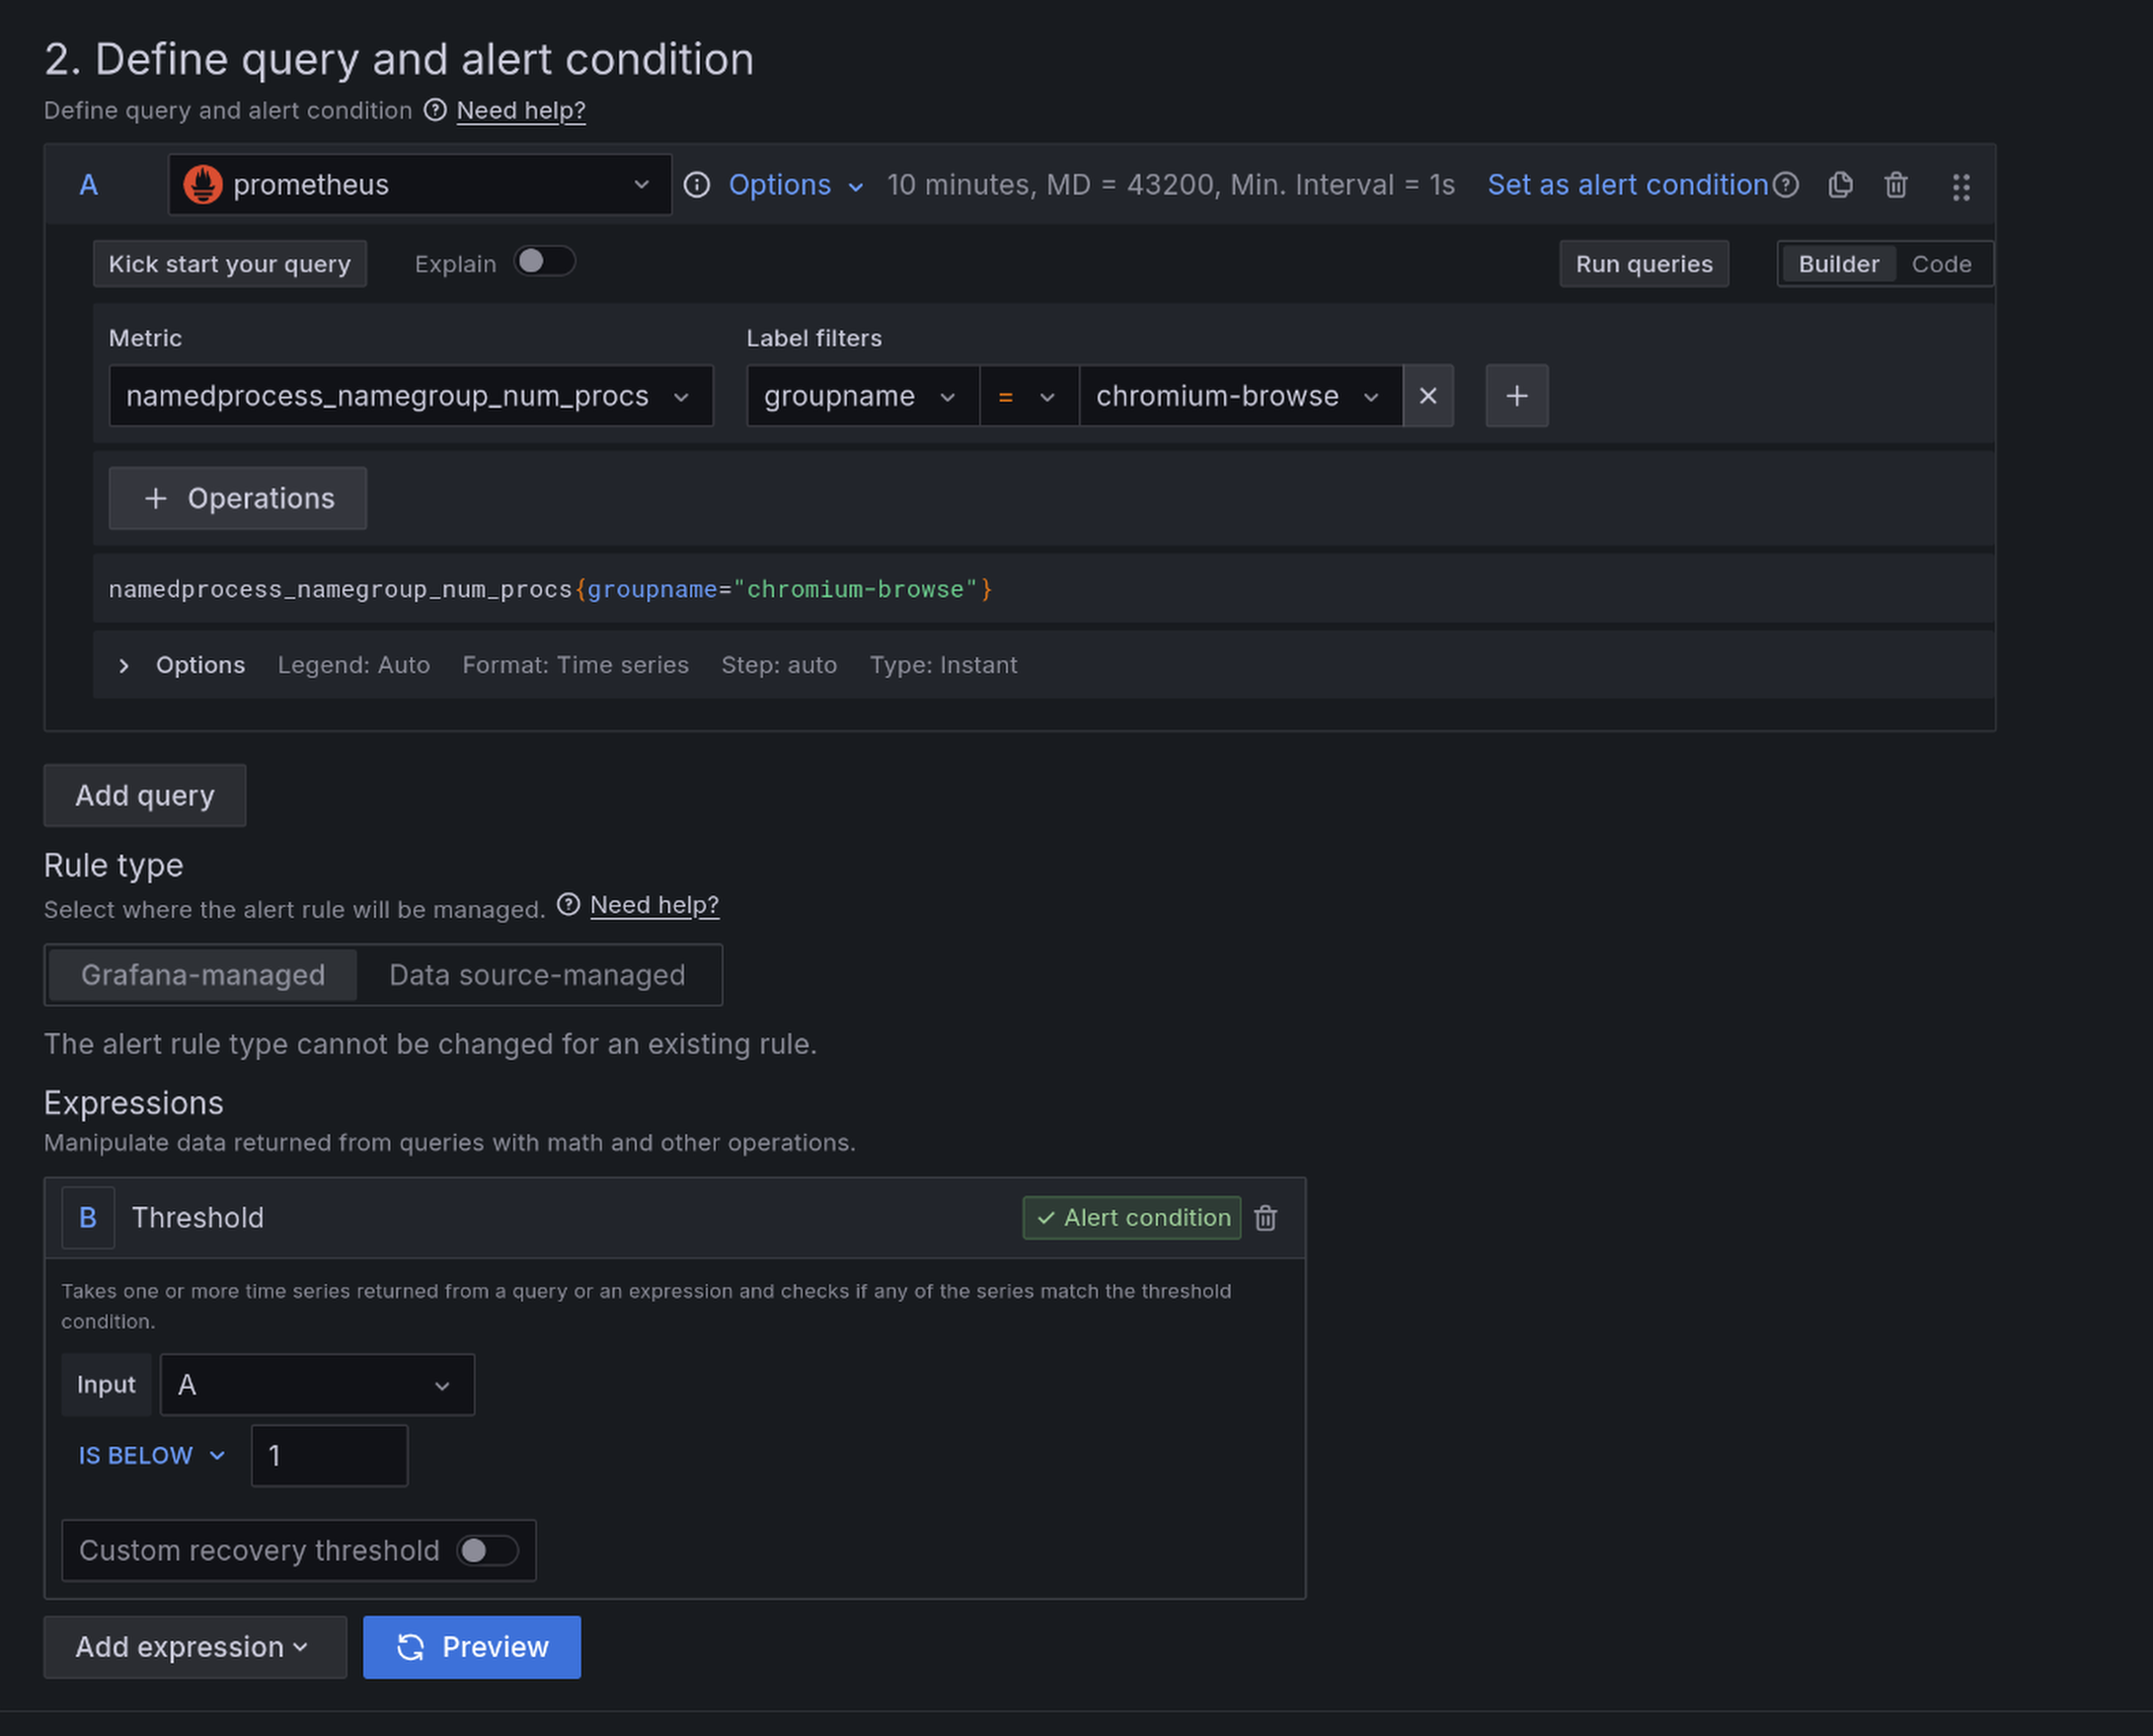 2. Define query and alert condition
Define query and alert condition Need help?
A prometheus Options 10 minutes, MD = 43200, Min. Interval = 1s Set as alert condition
Kick start your query Explain Run queries Builder Code
Metric Label filters
namedprocess_namegroup_num_procs groupname = chromium-browse
+ Operations
namedprocess_namegroup_num_procs{groupname="chromium-browse"}
Options Legend: Auto Format: Time series Step: auto Type: Instant
Add query
Rule type
Select where the alert rule will be managed. Need help?
Grafana-managed Data source-managed
The alert rule type cannot be changed for an existing rule.
Expressions
Manipulate data returned from queries with math and other operations.
B Threshold Alert condition
Takes one or more time series returned from a query or an expression and checks if any of the series match the threshold
condition.
Input A
IS BELOW 1
Custom recovery threshold
Add expression Preview